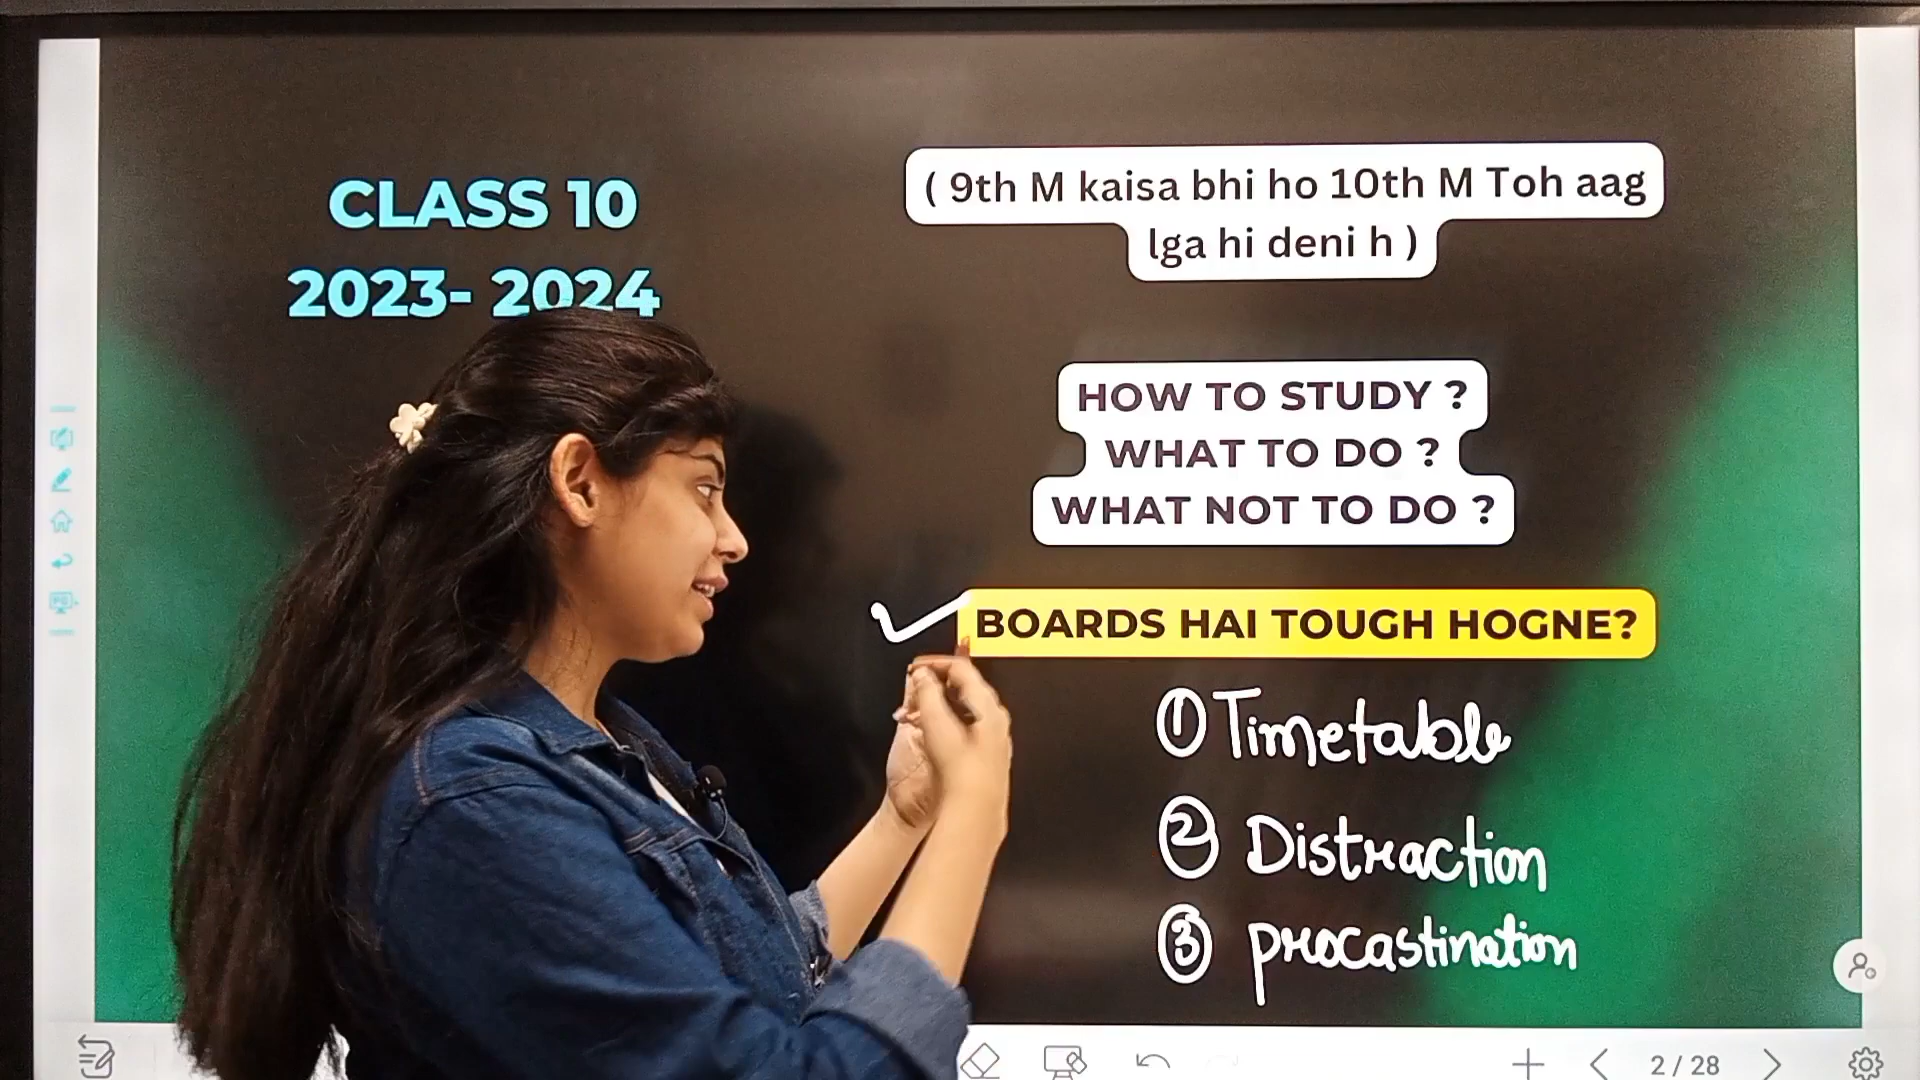 CLASS 10
2023- 2024
( 9th M kaisa bhi ho 10th M Toh aag
lga hi deni h )
HOW TO STUDY ?
WHAT TO DO ?
WHAT NOT TO DO ?
BOARDS HAI TOUGH HOGNE?
① Timetable
② Distraction
③ procastination
2 / 28